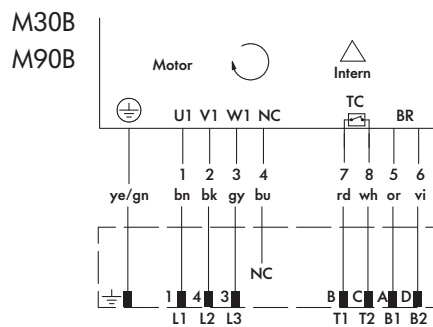 M30B
M90B
Motor
Intern
TC
U1 V1 W1 NC BR
1 2 3 4 7 8 5 6
ye/gn bn bk gy bu rd wh or vi
NC
1 4 3 B C A D
L1 L2 L3 T1 T2 B1 B2